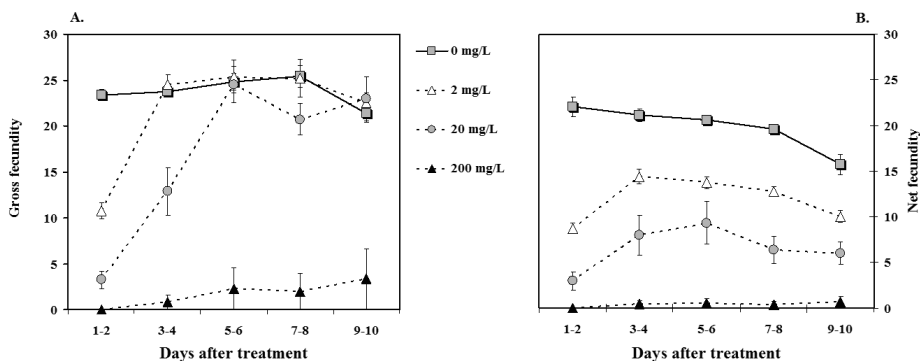 A.
B.
30
25
20
15
10
5
0
Gross fecundity
1-2 3-4 5-6 7-8 9-10
Days after treatment
0 mg/L
2 mg/L
20 mg/L
200 mg/L
30
25
20
15
10
5
0
Net fecundity
1-2 3-4 5-6 7-8 9-10
Days after treatment